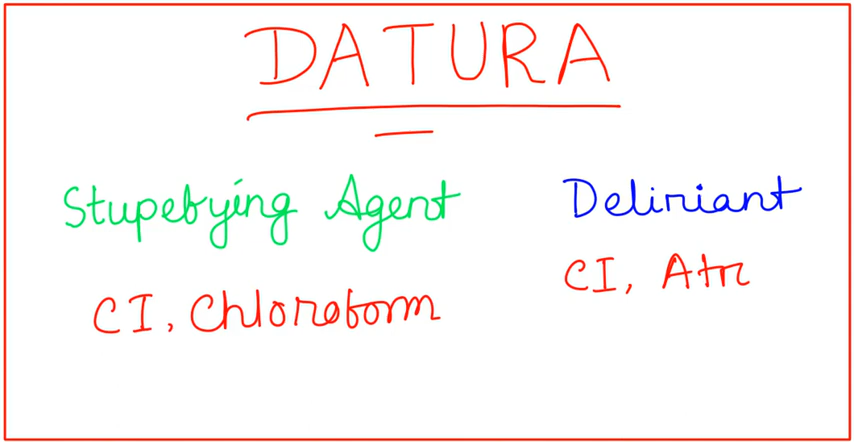 DATURA
Stupefying Agent
Deliriant
CI, Chloroform
CI, Atr